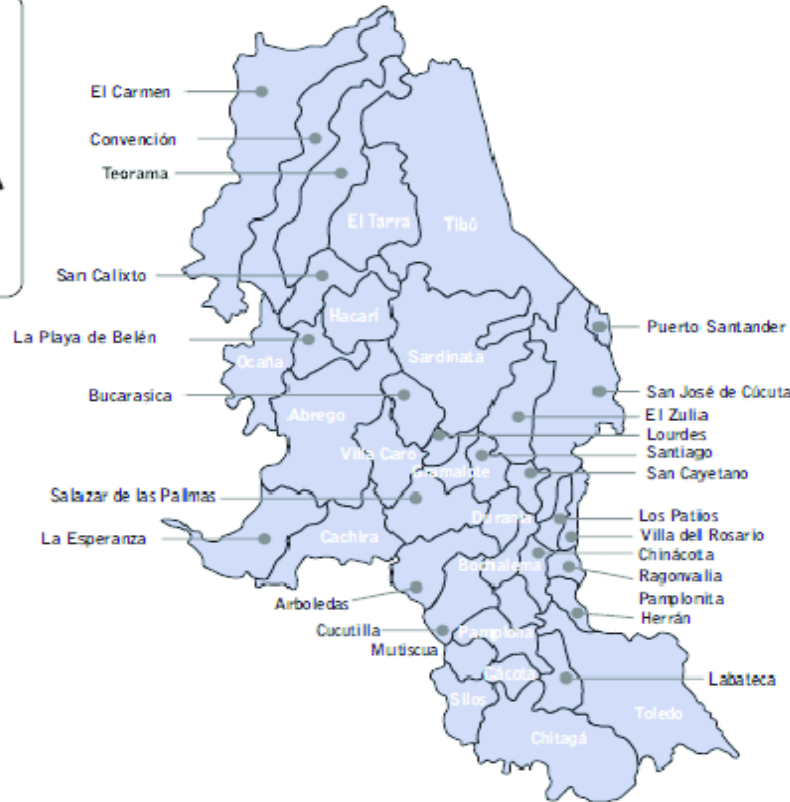 El Carmen
Convención
Teorama
El Tarra
Tibú
San Calixto
Hacarí
La Playa de Belén
Ocaña
Sardinata
Puerto Santander
Bucarasica
San José de Cúcuta
Abrego
El Zulia
Lourdes
Villa Caro
Santiago
Gramalote
San Cayetano
Salazar de las Palmas
Durania
Los Patiios
La Esperanza
Cachira
Villa del Rosario
Chinácota
Bochalema
Ragonvalia
Arboledas
Pamplonita
Herrán
Cucutilla
Pamplona
Mutiscua
Cácota
Labateca
Silos
Toledo
Chitagá